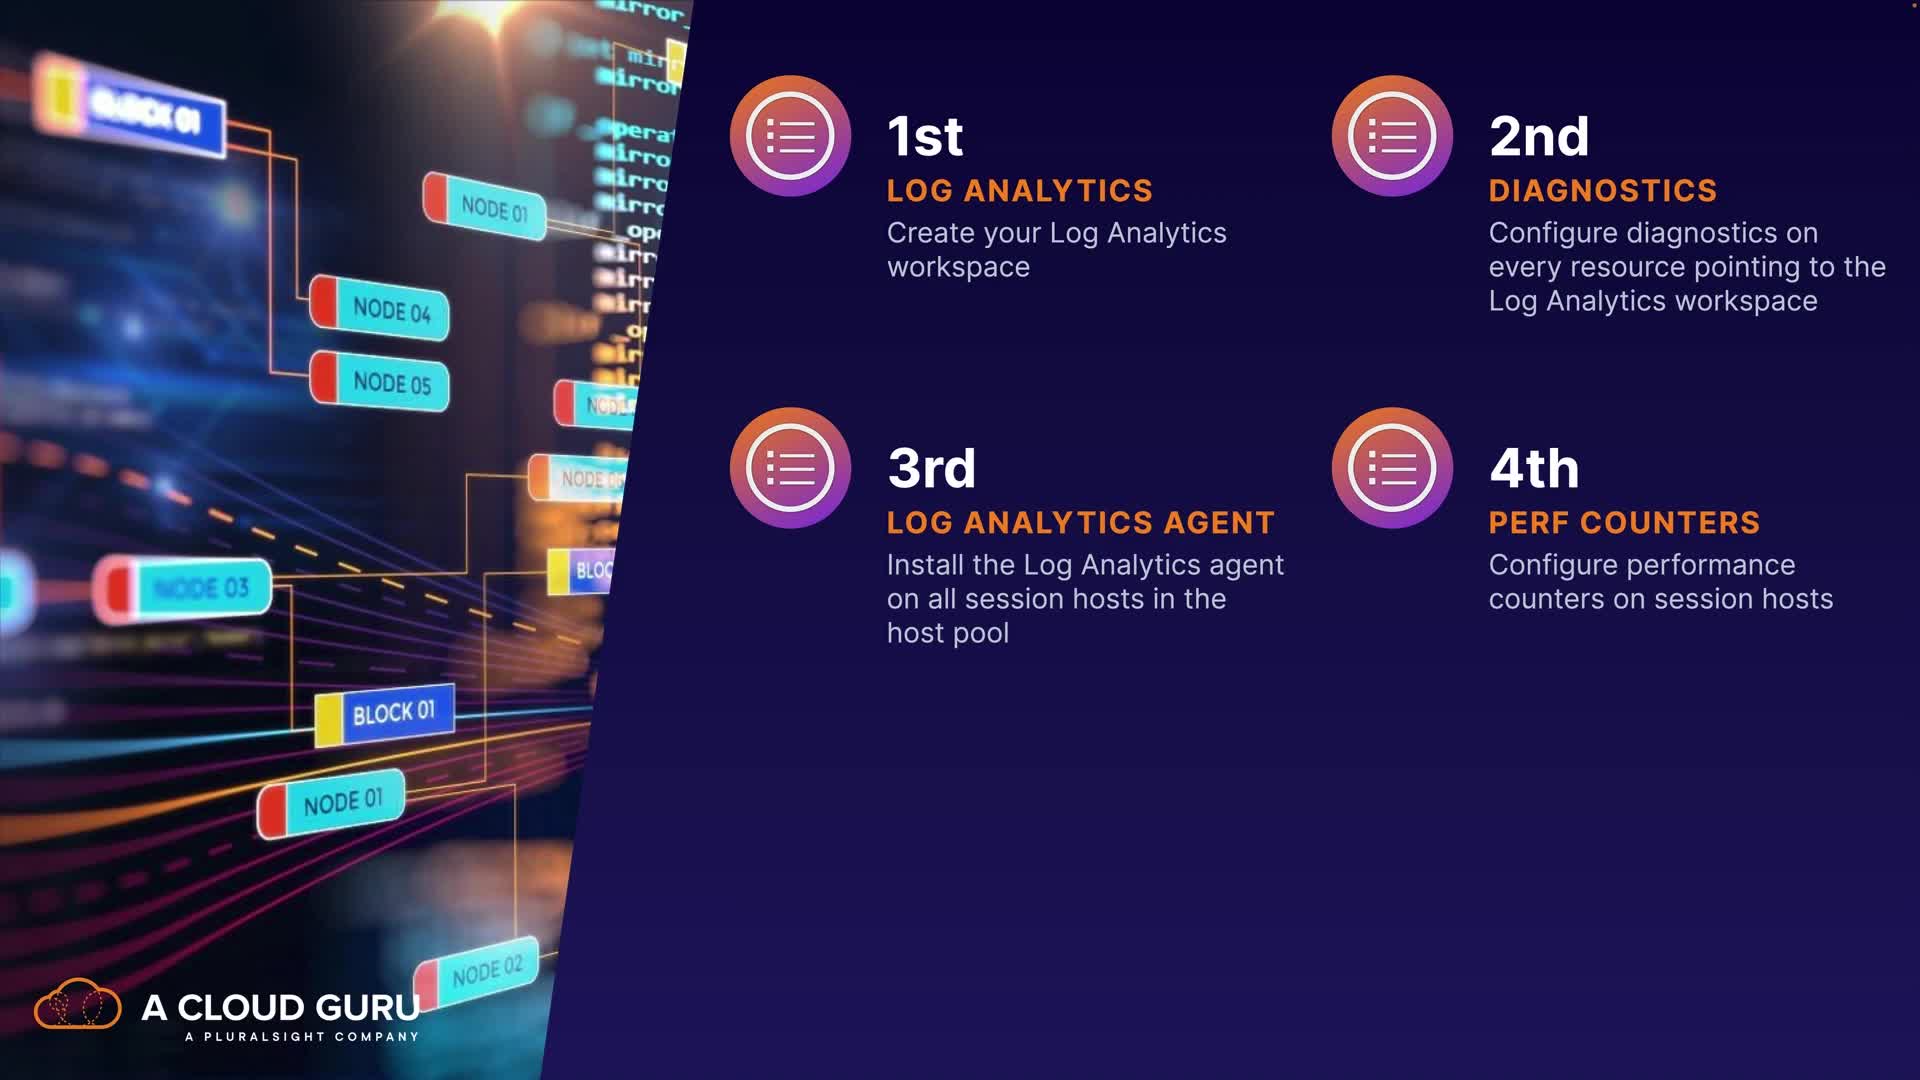 1st
LOG ANALYTICS
Create your Log Analytics
workspace
2nd
DIAGNOSTICS
Configure diagnostics on
every resource pointing to the
Log Analytics workspace
3rd
LOG ANALYTICS AGENT
Install the Log Analytics agent
on all session hosts in the
host pool
4th
PERF COUNTERS
Configure performance
counters on session hosts
BLOCK 01
NODE 01
NODE 04
NODE 05
NODE 03
BLOCK 01
NODE 01
NODE 02
A CLOUD GURU
A PLURALSIGHT COMPANY